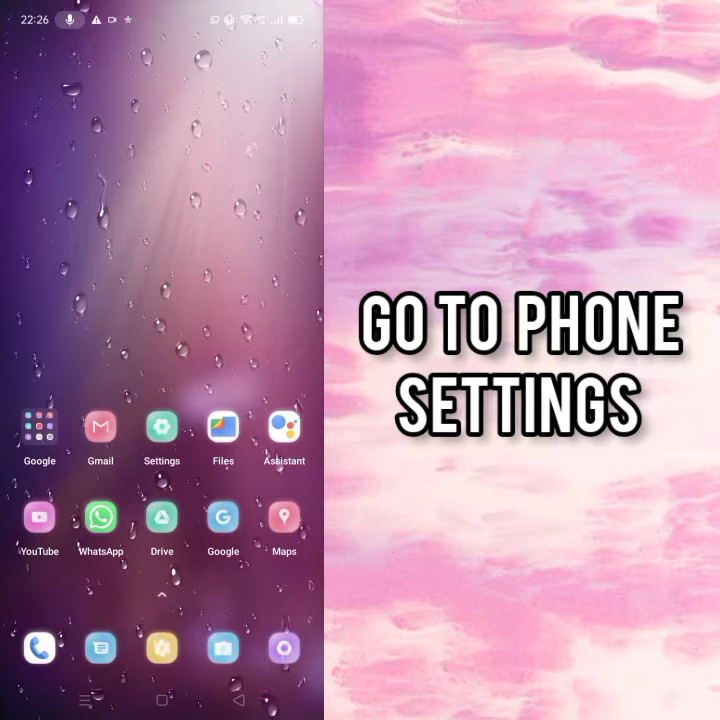 22:26
Google
Gmail
Settings
Files
Assistant
YouTube
WhatsApp
Drive
Google
Maps
GO TO PHONE
SETTINGS